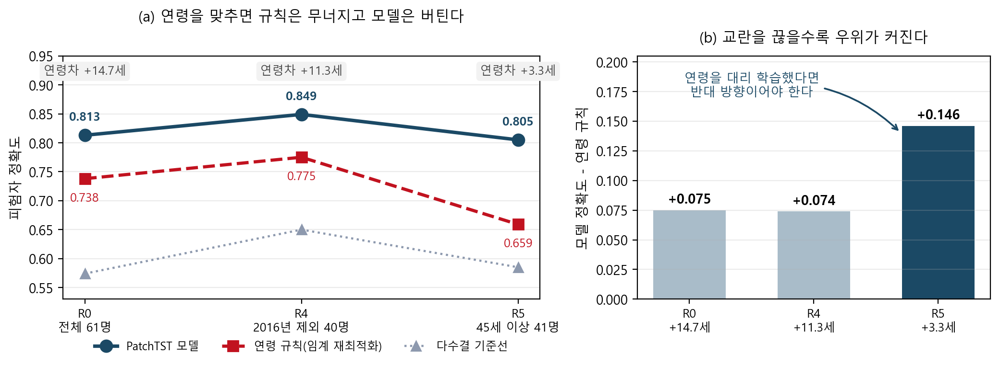 (a) 연령을 맞추면 규칙은 무너지고 모델은 버틴다
피험자 정확도
0.95
0.90
0.85
0.80
0.75
0.70
0.65
0.60
0.55
연령차 +14.7세
연령차 +11.3세
연령차 +3.3세
0.813
0.849
0.805
0.738
0.775
0.659
R0
전체 61명
R4
2016년 제외 40명
R5
45세 이상 41명
PatchTST 모델
연령 규칙(임계 재최적화)
다수결 기준선
(b) 교란을 끊을수록 우위가 커진다
모델 정확도 - 연령 규칙
0.200
0.175
0.150
0.125
0.100
0.075
0.050
0.025
0.000
연령을 대리 학습했다면
반대 방향이어야 한다
+0.075
+0.074
+0.146
R0
+14.7세
R4
+11.3세
R5
+3.3세